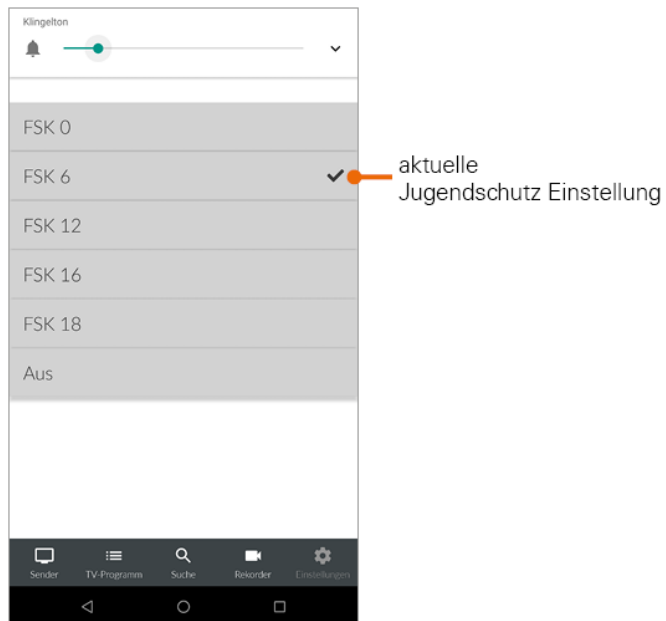 Klingelton
FSK 0
FSK 6
aktuelle
Jugendschutz Einstellung
FSK 12
FSK 16
FSK 18
Aus
Sender TV-Programm Suche Rekorder Einstellungen